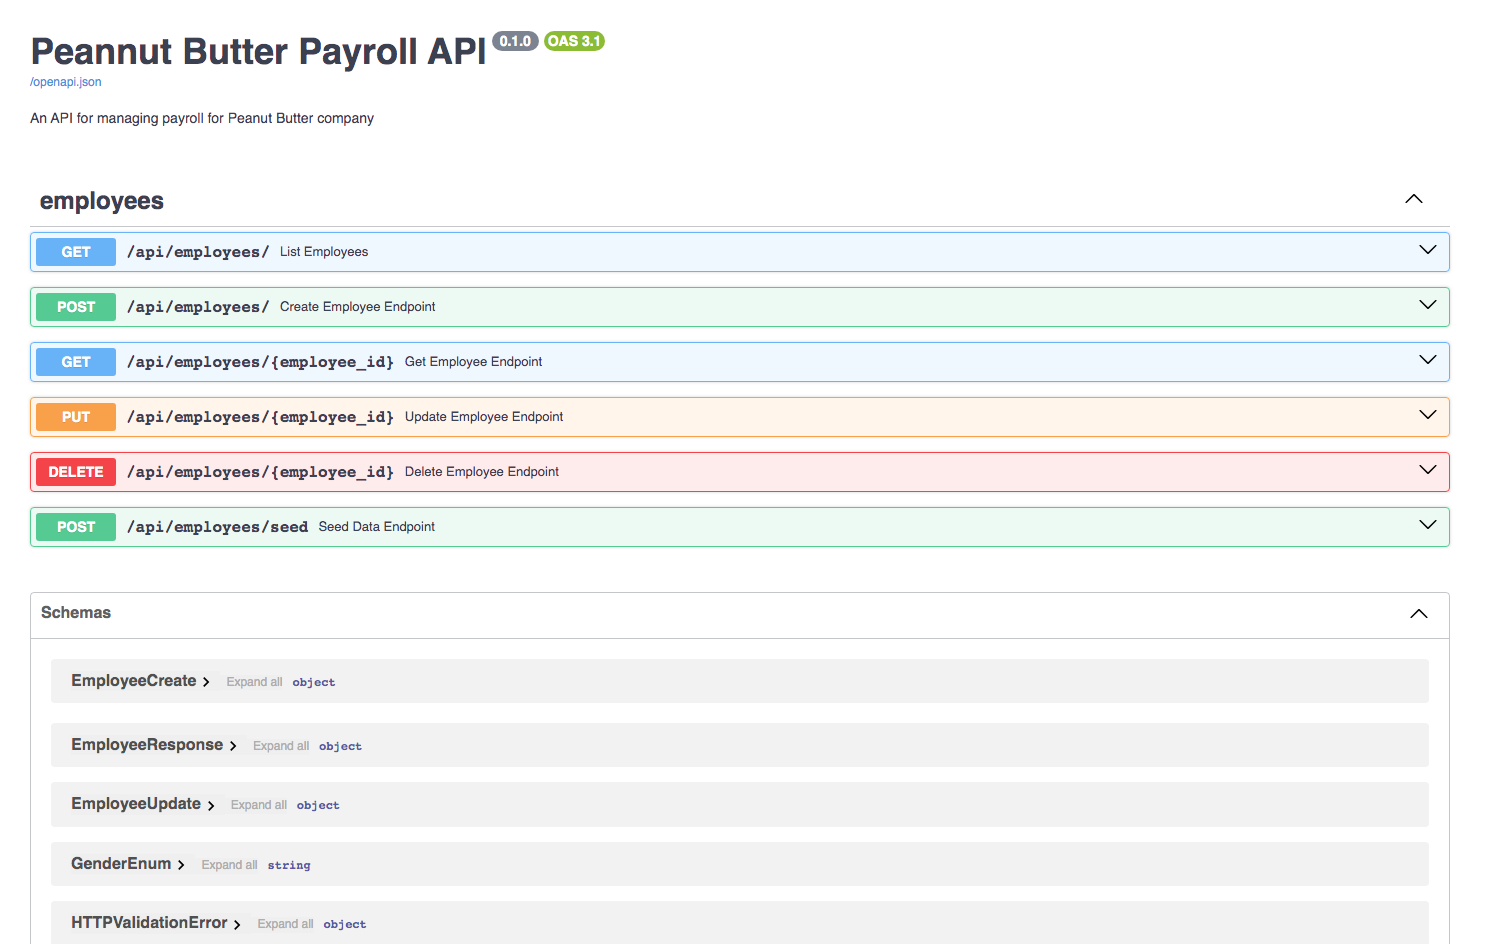 Peannut Butter Payroll API 0.1.0 OAS 3.1
/openapi.json
An API for managing payroll for Peanut Butter company
employees
GET /api/employees/ List Employees
POST /api/employees/ Create Employee Endpoint
GET /api/employees/{employee_id} Get Employee Endpoint
PUT /api/employees/{employee_id} Update Employee Endpoint
DELETE /api/employees/{employee_id} Delete Employee Endpoint
POST /api/employees/seed Seed Data Endpoint
Schemas
EmployeeCreate Expand all object
EmployeeResponse Expand all object
EmployeeUpdate Expand all object
GenderEnum Expand all string
HTTPValidationError Expand all object